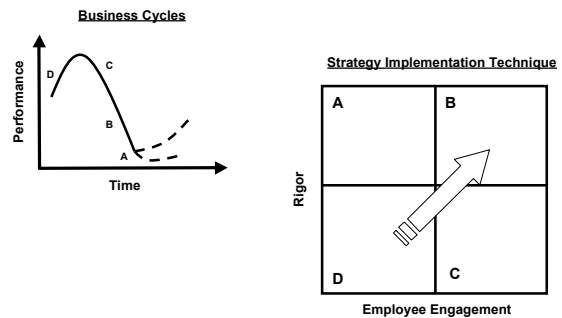 Business Cycles
D
C
B
A
Performance
Time
Strategy Implementation Technique
A
B
D
C
Rigor
Employee Engagement